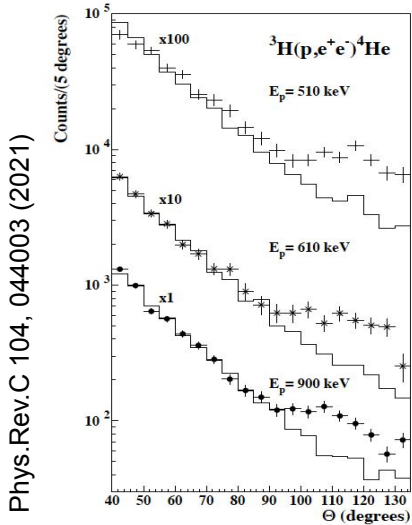 Phys.Rev.C 104, 044003 (2021)
Counts/(5 degrees)
10⁵
10⁴
10³
10²
³H(p,e⁺e⁻)⁴He
x100
Eₚ= 510 keV
x10
Eₚ= 610 keV
x1
Eₚ= 900 keV
40 50 60 70 80 90 100 110 120 130
Θ (degrees)